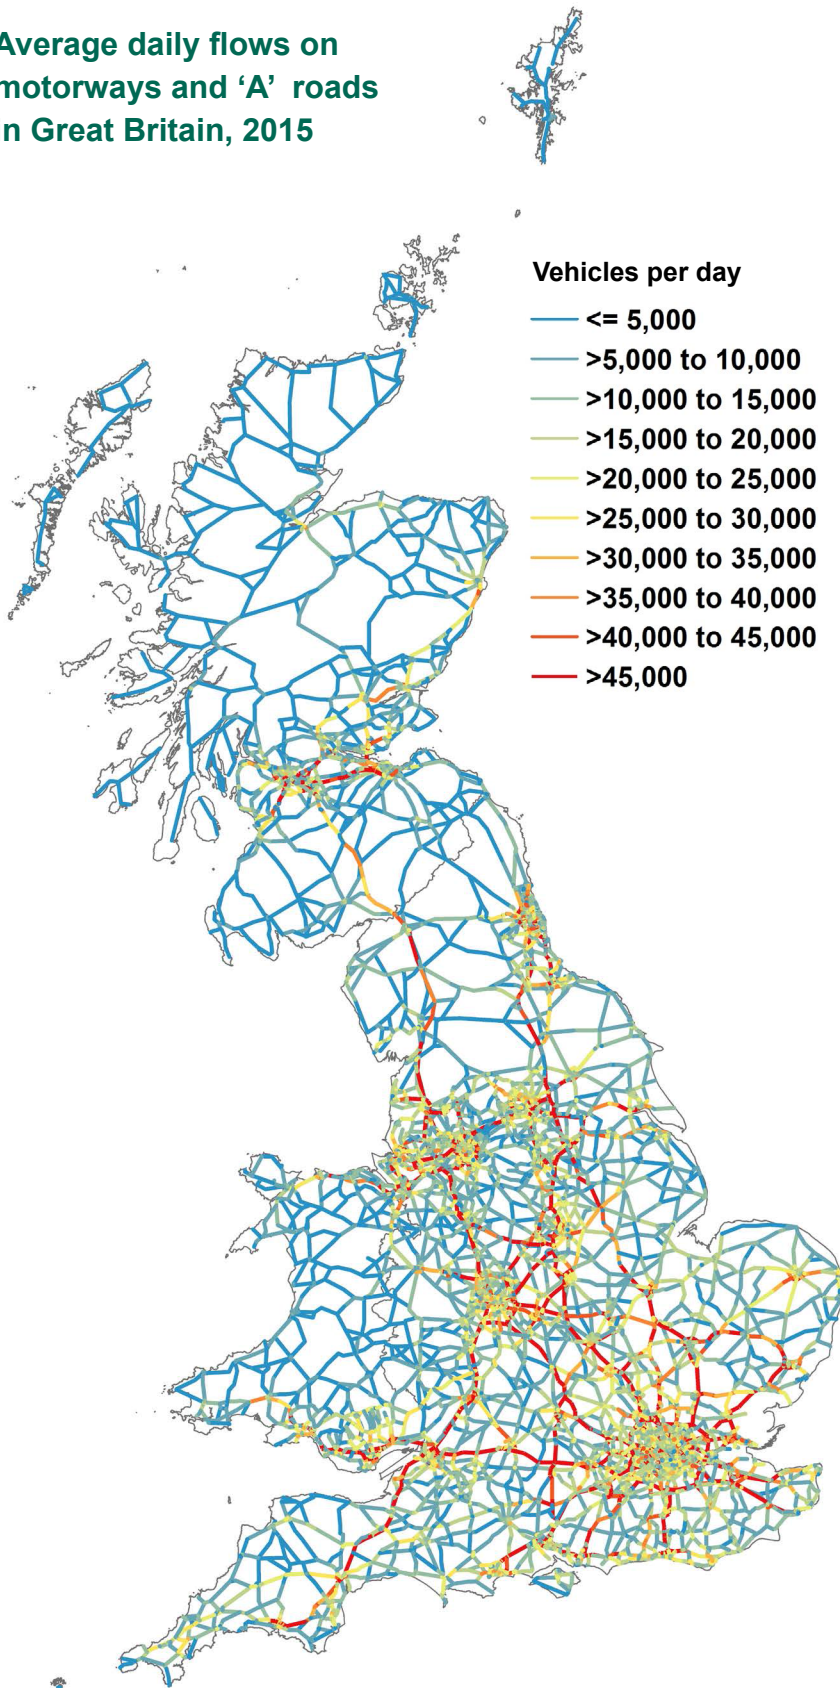 Average daily flows on
motorways and ‘A’ roads
in Great Britain, 2015
Vehicles per day
<= 5,000
>5,000 to 10,000
>10,000 to 15,000
>15,000 to 20,000
>20,000 to 25,000
>25,000 to 30,000
>30,000 to 35,000
>35,000 to 40,000
>40,000 to 45,000
>45,000